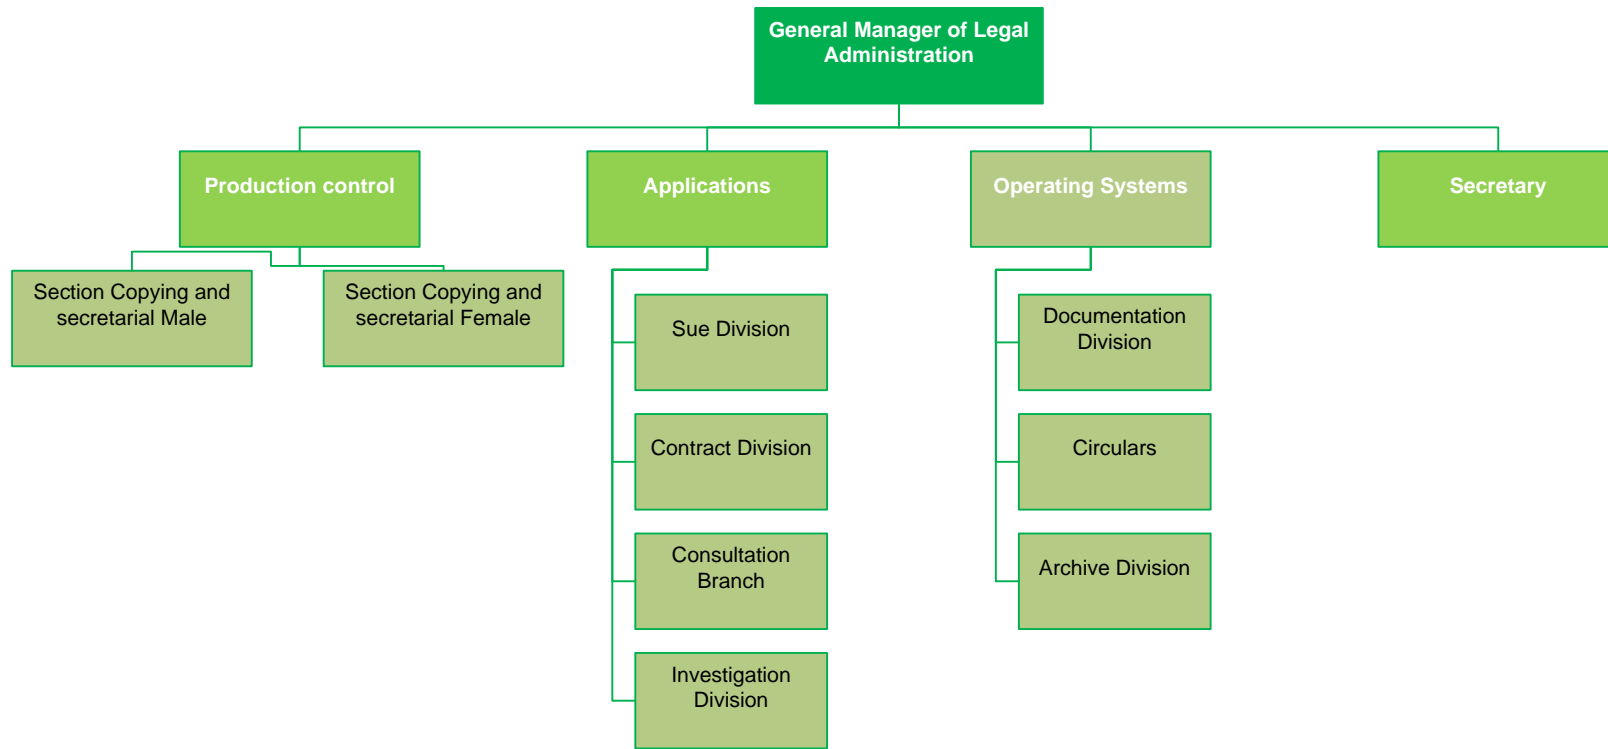 General Manager of Legal
Administration
Production control
Applications
Operating Systems
Secretary
Section Copying and
secretarial Male
Section Copying and
secretarial Female
Sue Division
Contract Division
Consultation
Branch
Investigation
Division
Documentation
Division
Circulars
Archive Division